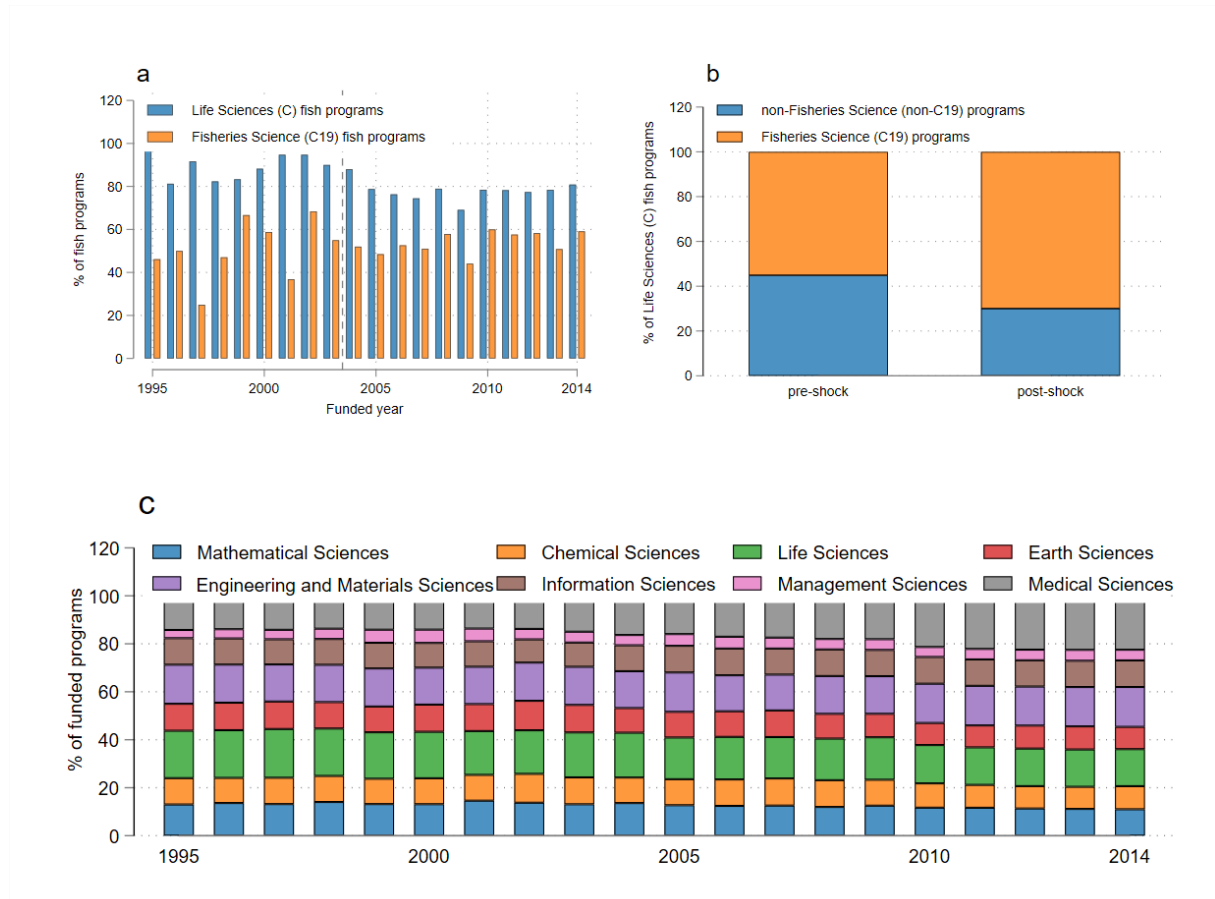 a
% of fish programs
120
100
80
60
40
20
0
Life Sciences (C) fish programs
Fisheries Science (C19) fish programs
1995 2000 2005 2010 2014
Funded year
b
% of Life Sciences (C) fish programs
120
100
80
60
40
20
0
non-Fisheries Science (non-C19) programs
Fisheries Science (C19) programs
pre-shock post-shock
c
% of funded programs
120
100
80
60
40
20
0
Mathematical Sciences Chemical Sciences Life Sciences Earth Sciences
Engineering and Materials Sciences Information Sciences Management Sciences Medical Sciences
1995 2000 2005 2010 2014